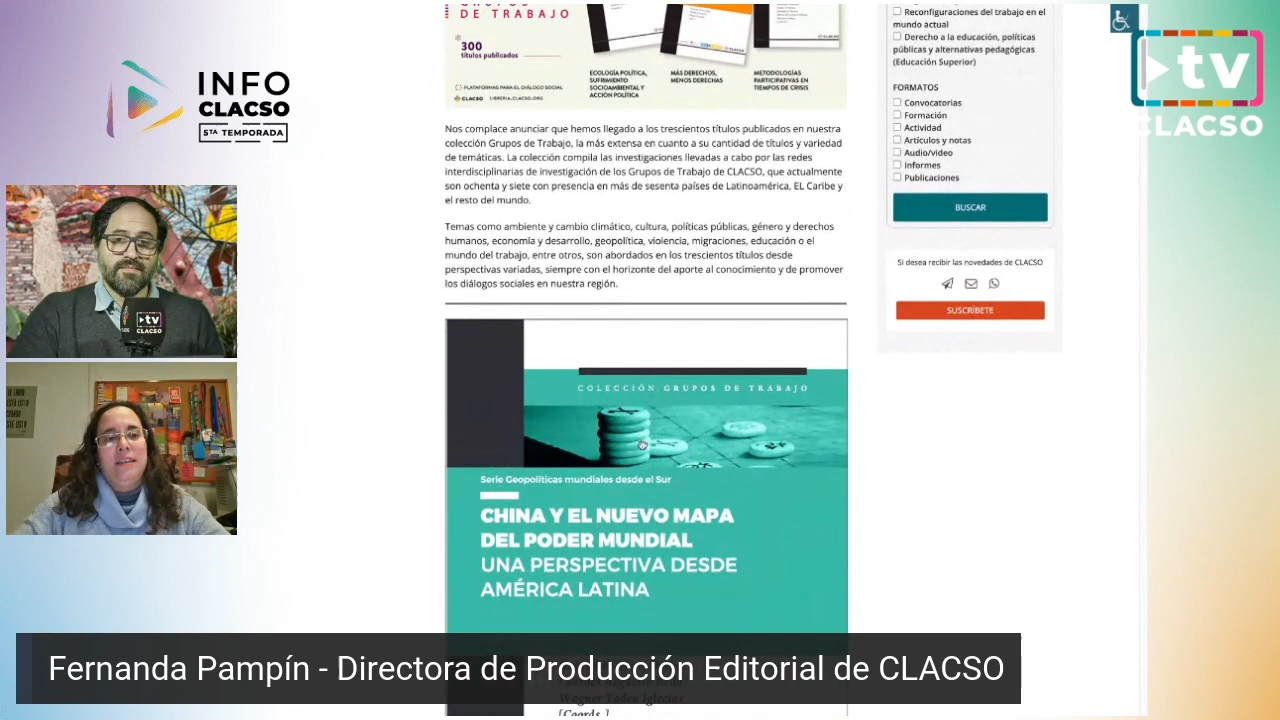 INFO
CLACSO
5TA TEMPORADA
tv
CLACSO
tv
CLACSO
DE TRABAJO
300
títulos publicados
ECOLOGÍA POLÍTICA,
SUFRIMIENTO
SOCIOAMBIENTAL Y
ACCIÓN POLÍTICA
MÁS DERECHOS,
MENOS DERECHAS
METODOLOGÍAS
PARTICIPATIVAS EN
TIEMPOS DE CRISIS
PLATAFORMAS PARA EL DIÁLOGO SOCIAL
CLACSO LIBRERIA.CLACSO.ORG
Nos complace anunciar que hemos llegado a los trescientos títulos publicados en nuestra
colección Grupos de Trabajo, la más extensa en cuanto a su cantidad de títulos y variedad
de temáticas. La colección compila las investigaciones llevadas a cabo por las redes
interdisciplinarias de investigación de los Grupos de Trabajo de CLACSO, que actualmente
son ochenta y siete con presencia en más de sesenta países de Latinoamérica, EL Caribe y
el resto del mundo.
Temas como ambiente y cambio climático, cultura, políticas públicas, género y derechos
humanos, economía y desarrollo, geopolítica, violencia, migraciones, educación o el
mundo del trabajo, entre otros, son abordados en los trescientos títulos desde
perspectivas variadas, siempre con el horizonte del aporte al conocimiento y de promover
los diálogos sociales en nuestra región.
COLECCIÓN GRUPOS DE TRABAJO
Serie Geopolíticas mundiales desde el Sur
CHINA Y EL NUEVO MAPA
DEL PODER MUNDIAL
UNA PERSPECTIVA DESDE
AMÉRICA LATINA
Wagner Tadeu Iglecias
[Coords.]
Reconfiguraciones del trabajo en el
mundo actual
Derecho a la educación, políticas
públicas y alternativas pedagógicas
(Educación Superior)
FORMATOS
Convocatorias
Formación
Actividad
Artículos y notas
Audio/video
Informes
Publicaciones
BUSCAR
Si desea recibir las novedades de CLACSO
SUSCRÍBETE
Fernanda Pampín - Directora de Producción Editorial de CLACSO